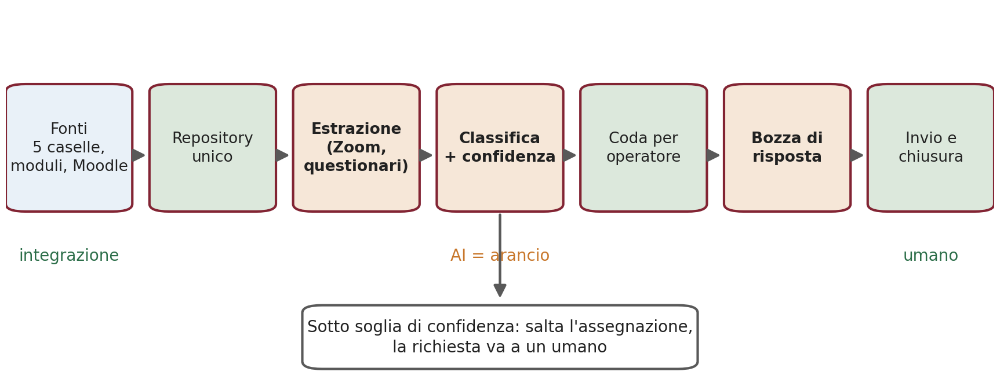 Fonti
5 caselle,
moduli, Moodle
Repository
unico
Estrazione
(Zoom,
questionari)
Classifica
+ confidenza
Coda per
operatore
Bozza di
risposta
Invio e
chiusura
integrazione
AI = arancio
umano
Sotto soglia di confidenza: salta l'assegnazione,
la richiesta va a un umano